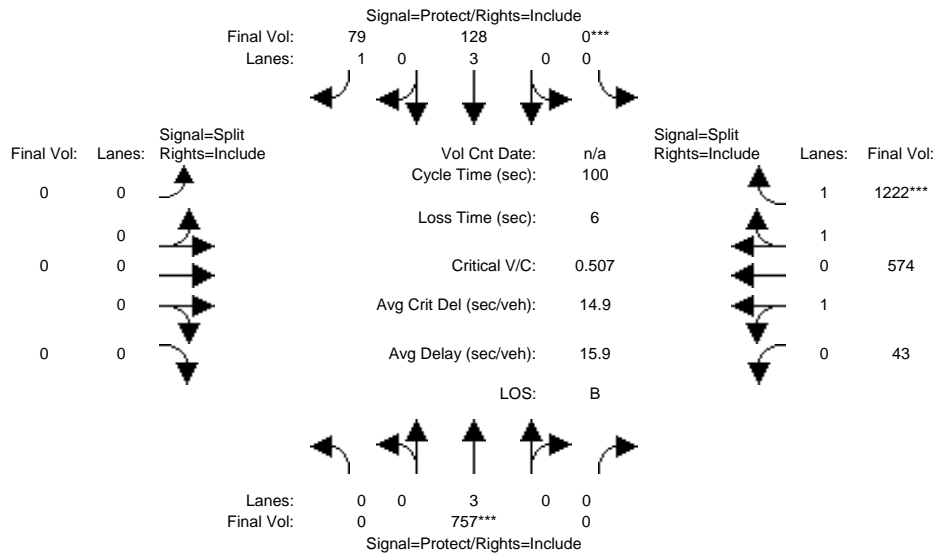 Signal=Protect/Rights=Include
Final Vol: 79 128 0***
Lanes: 1 0 3 0 0
Signal=Split Signal=Split
Final Vol: Lanes: Rights=Include Vol Cnt Date: n/a Rights=Include Lanes: Final Vol:
Cycle Time (sec): 100
0 0 1 1222***
Loss Time (sec): 6
0 1
0 0 Critical V/C: 0.507 0 574
0 Avg Crit Del (sec/veh): 14.9 1
0 0 Avg Delay (sec/veh): 15.9 0 43
LOS: B
Lanes: 0 0 3 0 0
Final Vol: 0 757*** 0
Signal=Protect/Rights=Include